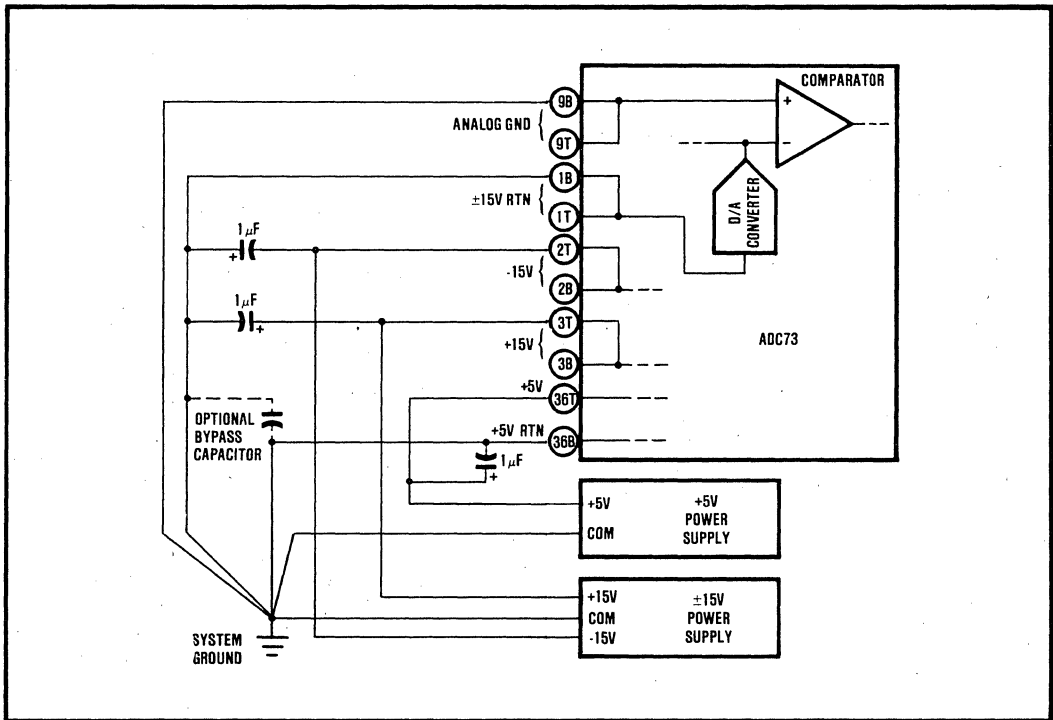 COMPARATOR
9B
+
ANALOG GND {
9T
−
1B
D/A
CONVERTER
±15V RTN {
1T
1μF
+
2T
-15V {
2B
1μF
+
3T
+15V {
3B
ADC73
+5V
36T
OPTIONAL
BYPASS
CAPACITOR
+5V RTN
36B
1μF
+
+5V
COM
+5V
POWER
SUPPLY
+15V
COM
-15V
±15V
POWER
SUPPLY
SYSTEM
GROUND